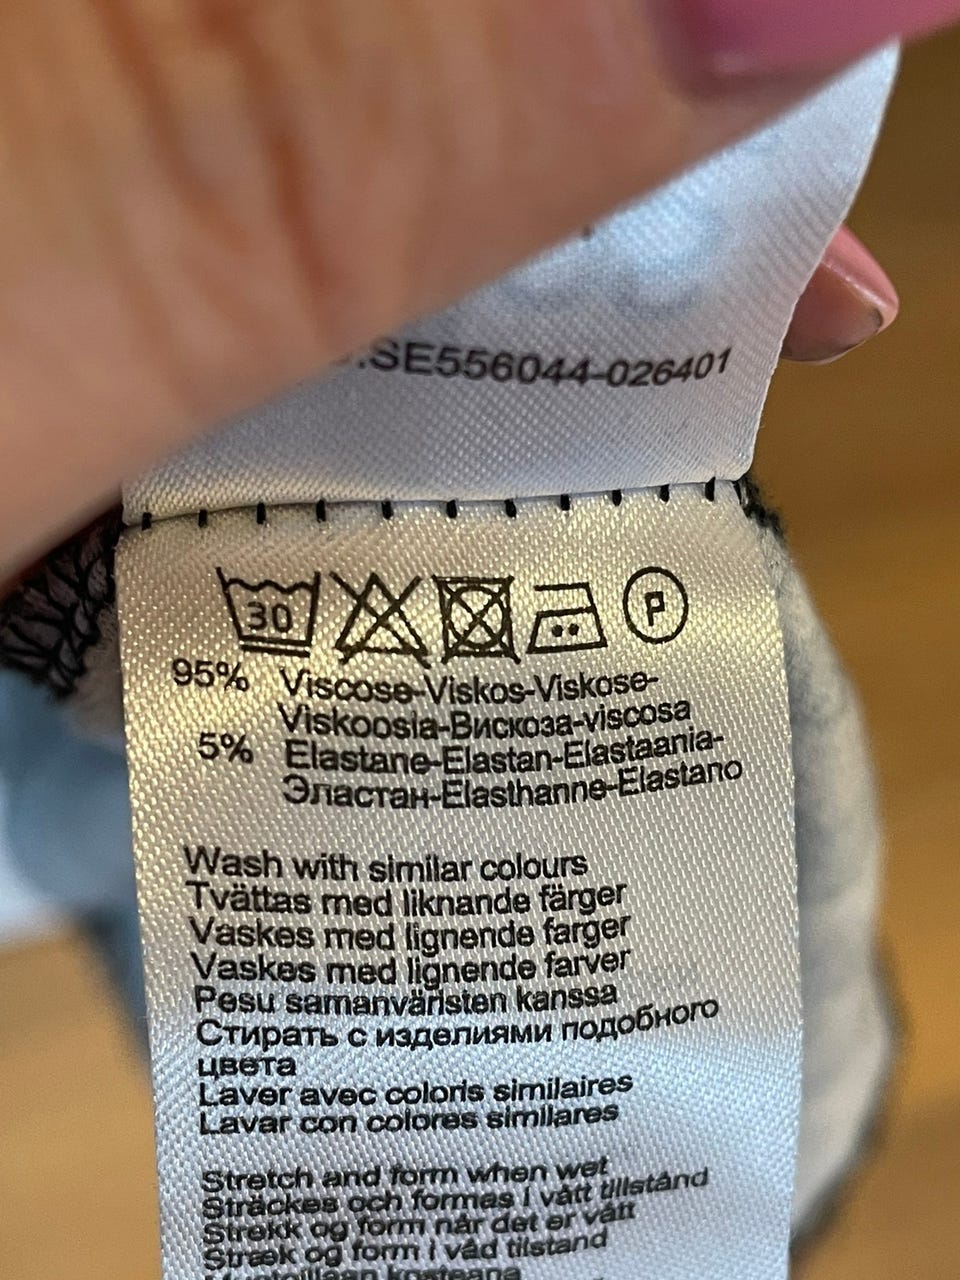 SE556044-026401
30
P
95% Viscose-Viskos-Viskose-
Viskoosia-Вискоза-viscosa
5% Elastane-Elastan-Elastaania-
Эластан-Elasthanne-Elastano
Wash with similar colours
Tvättas med liknande färger
Vaskes med lignende farger
Vaskes med lignende farver
Pesu samanväristen kanssa
Стирать с изделиями подобного
цвета
Laver avec coloris similaires
Lavar con colores similares
Stretch and form when wet
Sträckes och formas i vått tillstånd
Strekk og form når det er vått
Stræk og form i våd tilstand
kosteana